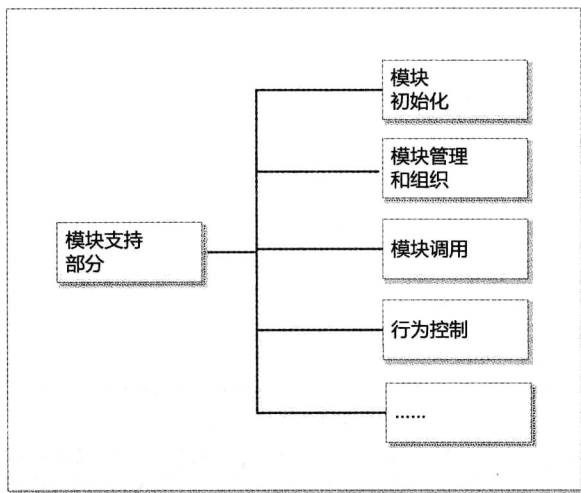 模块
初始化
模块管理
和组织
模块支持
部分
模块调用
行为控制
......